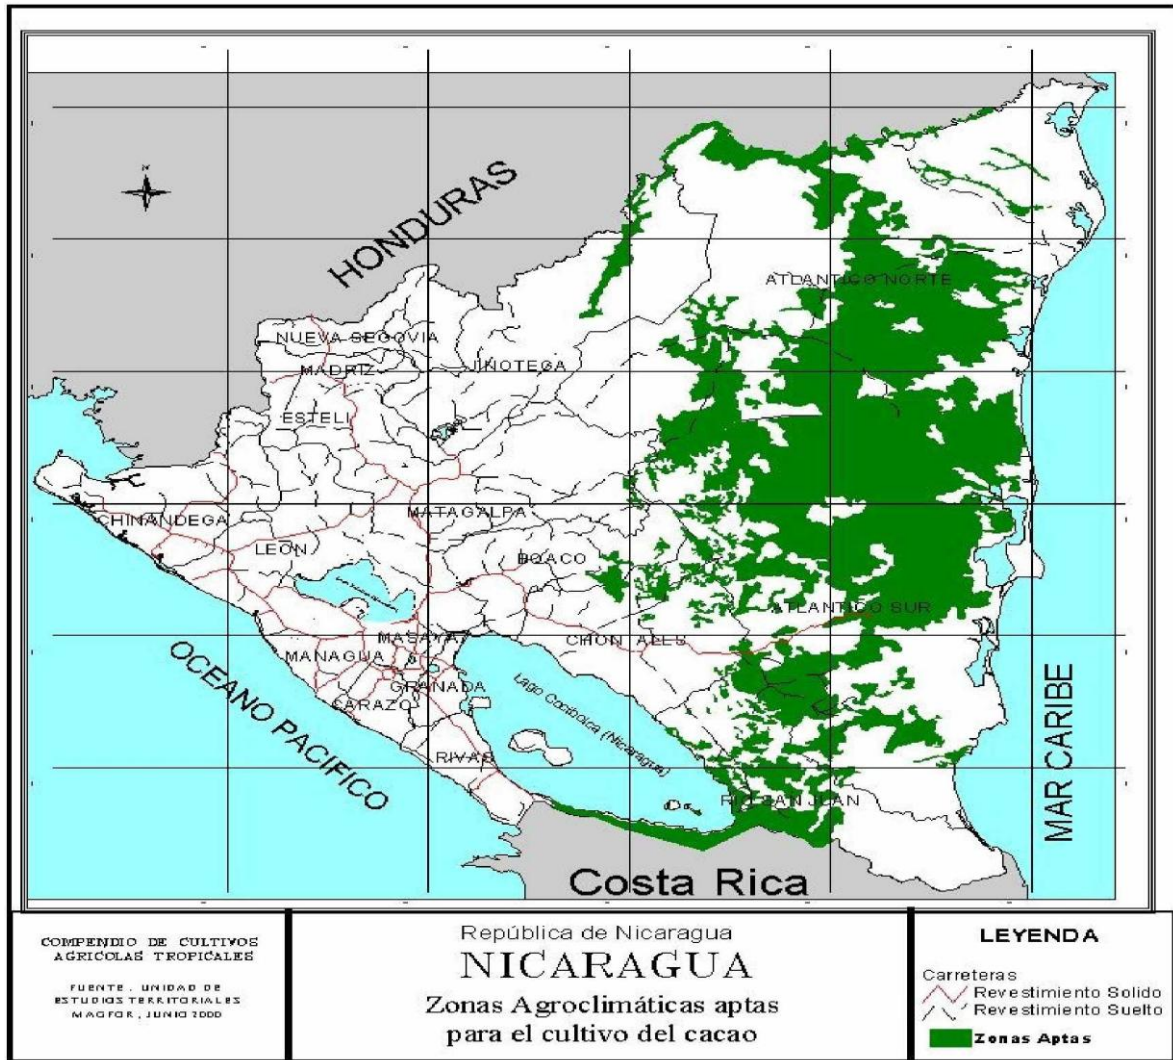 HONDURAS
ATLANTICO NORTE
NUEVA SEGOVIA
MADRIZ
JINOTEGA
ESTELI
CHINANDEGA
MATAGALPA
LEON
BOACO
ATLANTICO SUR
MASAYA
CHONTALES
MANAGUA
GRANADA
CARAZO
Lago Cocibolca (Nicaragua)
RIVAS
RIO SAN JUAN
OCEANO PACIFICO
MAR CARIBE
Costa Rica
COMPENDIO DE CULTIVOS
AGRICOLAS TROPICALES
FUENTE. UNIDAD DE
ESTUDIOS TERRITORIALES
MAGFOR, JUNIO 2000
República de Nicaragua
NICARAGUA
Zonas Agroclimáticas aptas
para el cultivo del cacao
LEYENDA
Carreteras
Revestimiento Solido
Revestimiento Suelto
Zonas Aptas